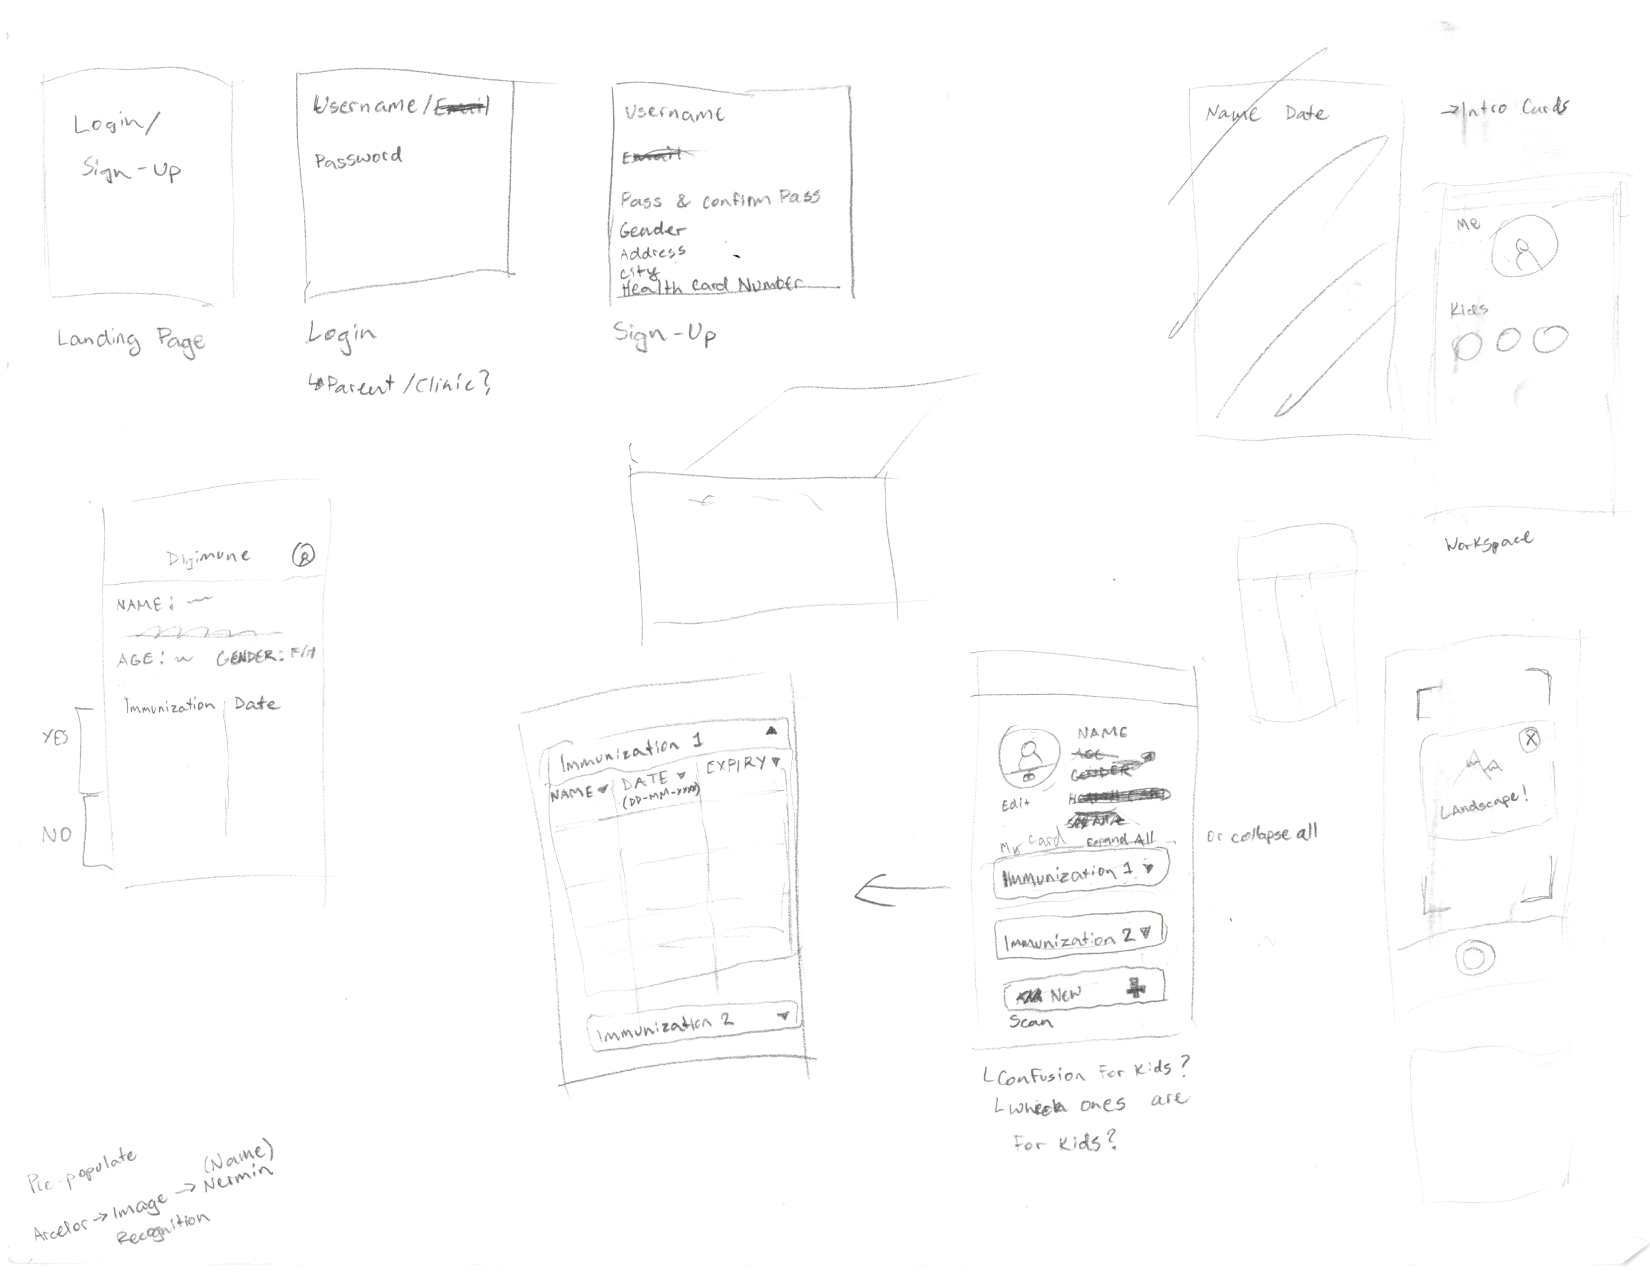 Login/
Sign-Up
Landing Page
Username/Email
Password
Login
↳Parent/Clinic?
Username
Email
Pass & confirm Pass
Gender
Address
City
Health Card Number
Sign-Up
Name Date
→Intro Cards
Me
Kids
Workspace
Digimune
NAME:
AGE: GENDER: F/M
Immunization Date
YES
NO
Immunization 1 ▲
NAME▼ DATE ▼ EXPIRY▼
(DD-MM-YYYY)
Immunization 2 ▼
NAME
AGE
GENDER
HEALTH CARD
Edit
My Card Expand All
or collapse all
Immunization 1 ▼
Immunization 2 ▼
New +
Scan
Confusion for kids?
which ones are
for kids?
X
Landscape!
Pre-populate
(Name)
Arcelor→Image→Nermin
Recognition